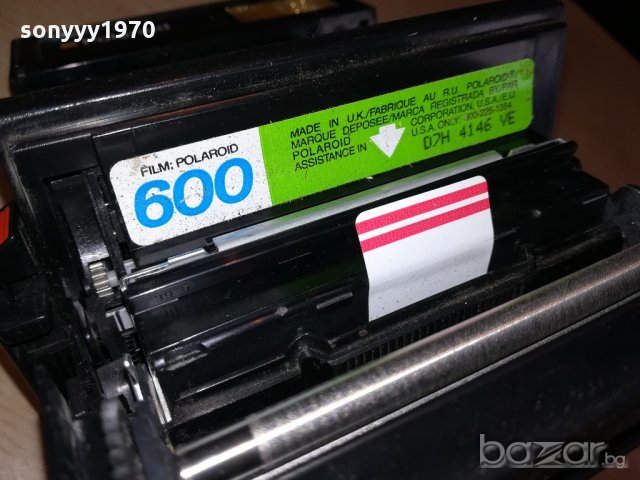 sonyyy1970
FILM: POLAROID
600
MADE IN U.K./FABRIQUE AU R.U. POLAROID®/
MARQUE DEPOSEE/MARCA REGISTRADA BY/PAR
POLAROID CORPORATION, U.S.A./E.U.
ASSISTANCE IN U.S.A. ONLY: 800-225-1384
D7H 4146 VE
bazar.bg